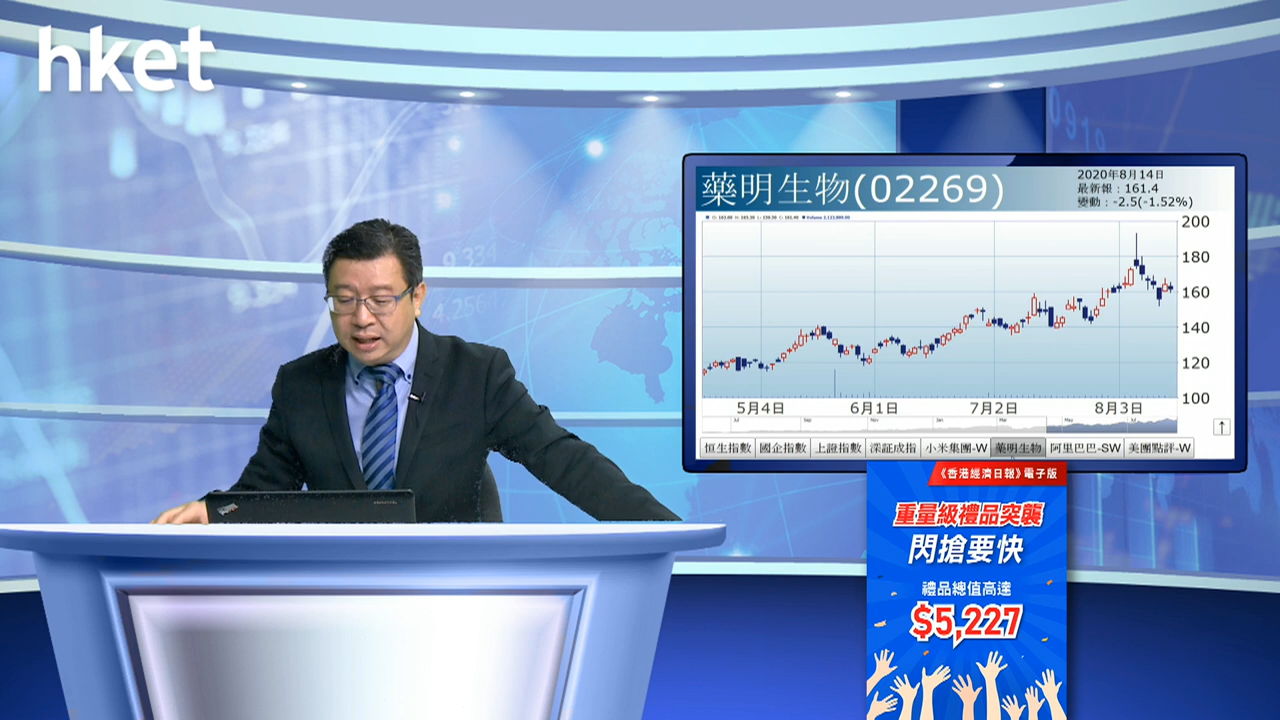 hket
藥明生物(02269)
2020年8月14日
最新報：161.4
變動：-2.5(-1.52%)
200
180
160
140
120
100
5月4日
6月1日
7月2日
8月3日
恒生指數
國企指數
上證指數
深証成指
小米集團-W
藥明生物
阿里巴巴-SW
美團點評-W
《香港經濟日報》電子版
重量級禮品突襲
閃搶要快
禮品總值高達
$5,227